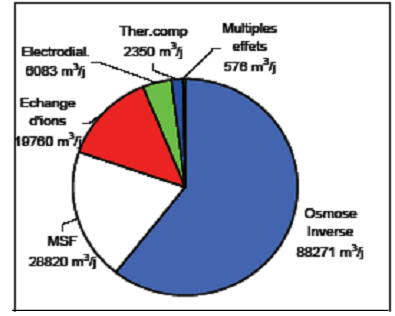 Ther.comp
2350 m³/j
Multiples
effets
576 m³/j
Electrodial.
6083 m³/j
Echange
d'ions
19760 m³/j
MSF
28820 m³/j
Osmose
Inverse
88271 m³/j